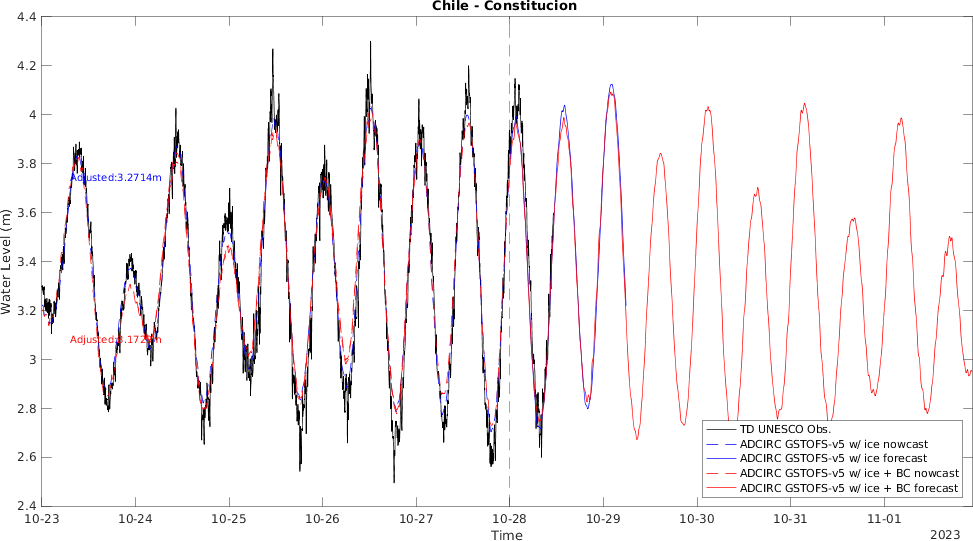 Chile - Constitucion
4.4
4.2
4
3.8
3.6
3.4
3.2
3
2.8
2.6
2.4
Water Level (m)
Adjusted:3.2714m
TD UNESCO Obs.
ADCIRC GSTOFS-v5 w/ ice nowcast
ADCIRC GSTOFS-v5 w/ ice forecast
ADCIRC GSTOFS-v5 w/ ice + BC nowcast
ADCIRC GSTOFS-v5 w/ ice + BC forecast
10-23
10-24
10-25
10-26
10-27
10-28
10-29
10-30
10-31
11-01
Time
2023